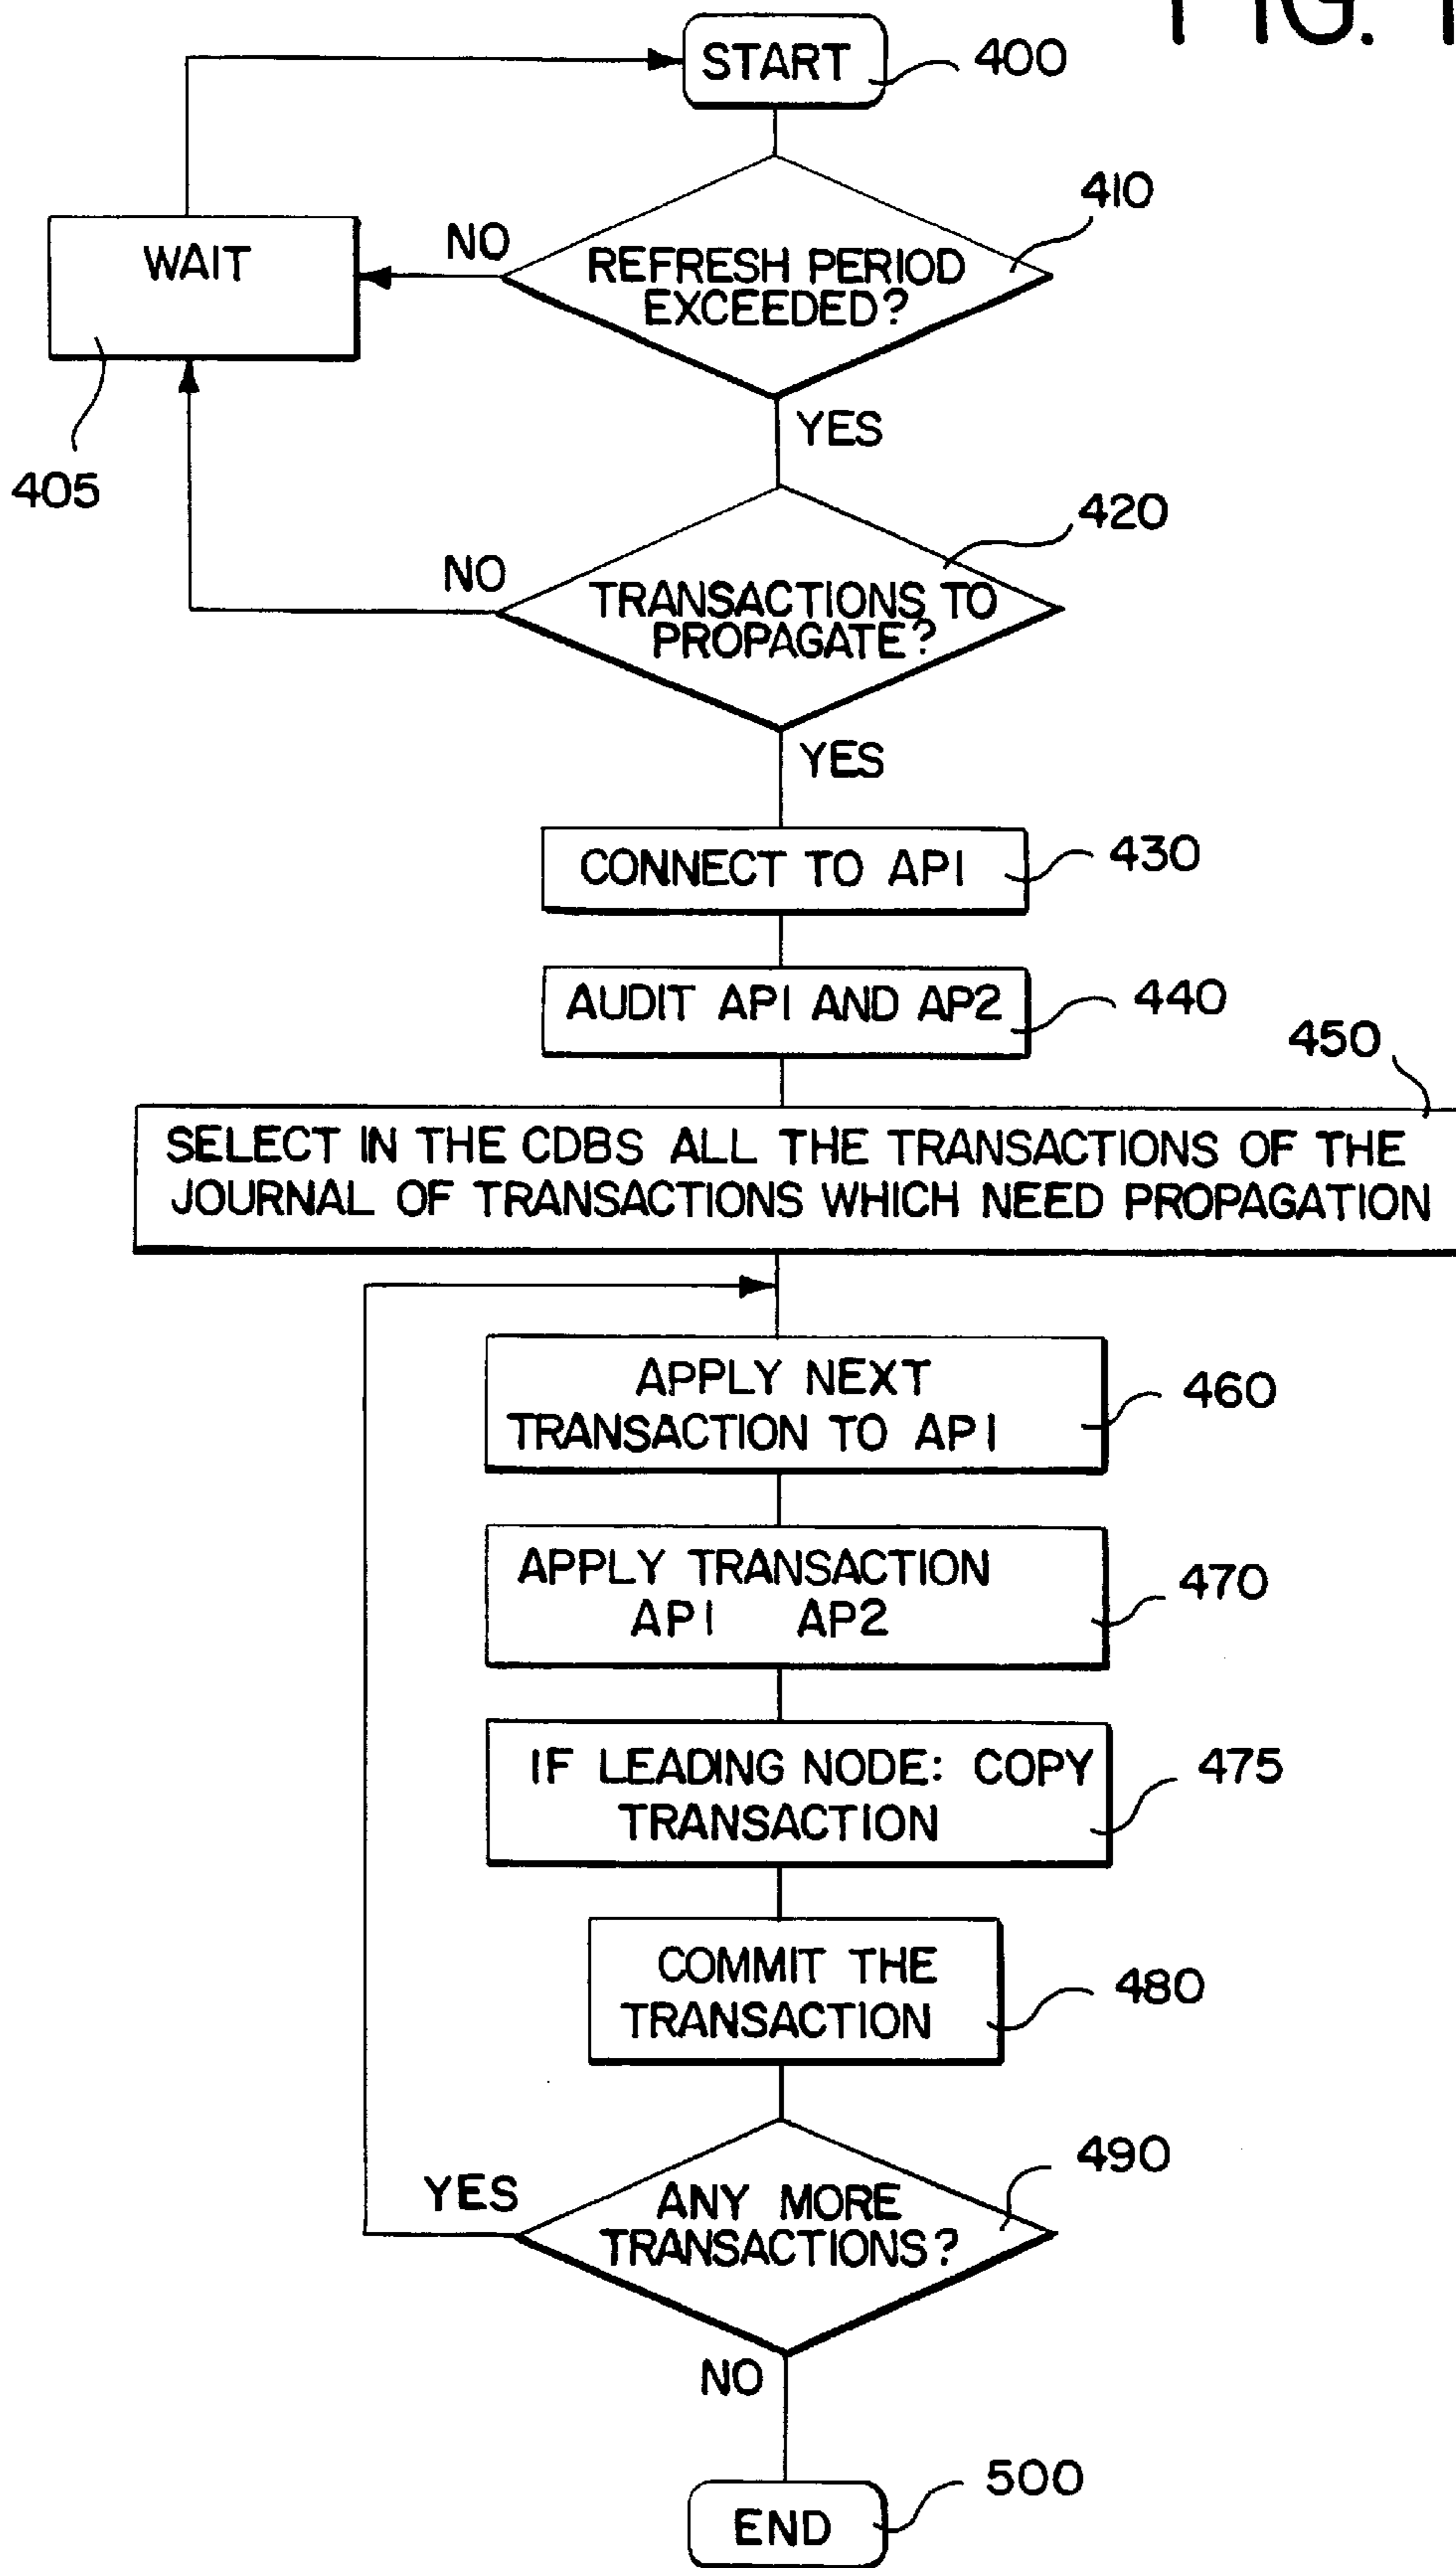 FIG. 1
START
400
410
NO
REFRESH PERIOD
EXCEEDED?
WAIT
405
YES
420
NO
TRANSACTIONS TO
PROPAGATE?
YES
CONNECT TO AP1
430
AUDIT AP1 AND AP2
440
450
SELECT IN THE CDBS ALL THE TRANSACTIONS OF THE
JOURNAL OF TRANSACTIONS WHICH NEED PROPAGATION
APPLY NEXT
TRANSACTION TO AP1
460
APPLY TRANSACTION
AP1 AP2
470
IF LEADING NODE: COPY
TRANSACTION
475
COMMIT THE
TRANSACTION
480
490
YES
ANY MORE
TRANSACTIONS?
NO
500
END